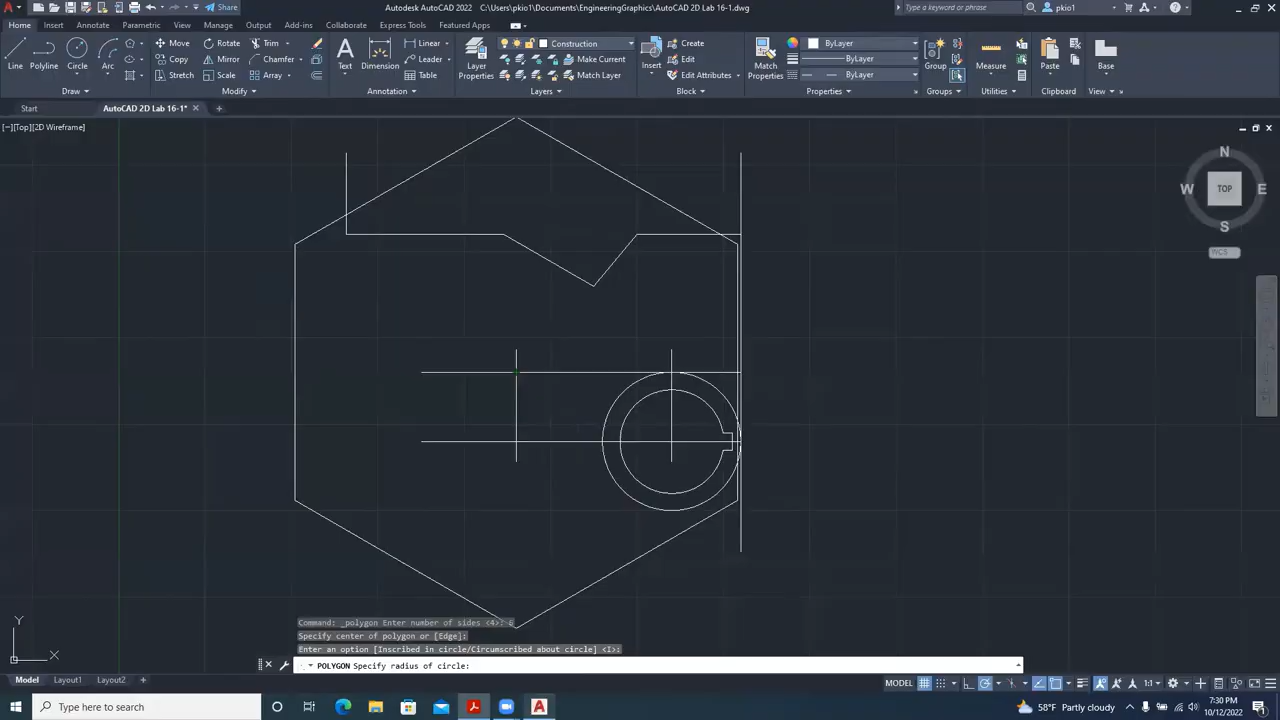 Share
Autodesk AutoCAD 2022 C:\Users\pkio1\Documents\EngineeringGraphics\AutoCAD 2D Lab 16-1.dwg
Type a keyword or phrase
pkio1
Home Insert Annotate Parametric View Manage Output Add-ins Collaborate Express Tools Featured Apps
Line Polyline Circle Arc
Move Rotate Trim
Copy Mirror Chamfer
Stretch Scale Array
Text Dimension
Linear
Leader
Table
Layer Properties
Construction
Make Current
Match Layer
Insert
Create
Edit
Edit Attributes
Match Properties
ByLayer
ByLayer
ByLayer
Group
Measure
Paste
Base
Draw Modify Annotation Layers Block Properties Groups Utilities Clipboard View
Start AutoCAD 2D Lab 16-1*
[−][Top][2D Wireframe]
N
W TOP E
S
WCS
Y
X
Command: _polygon Enter number of sides <4>: 6
Specify center of polygon or [Edge]:
Enter an option [Inscribed in circle/Circumscribed about circle] <I>:
POLYGON Specify radius of circle:
Model Layout1 Layout2
MODEL
1:1
Type here to search
58°F Partly cloudy
7:30 PM
10/12/2022